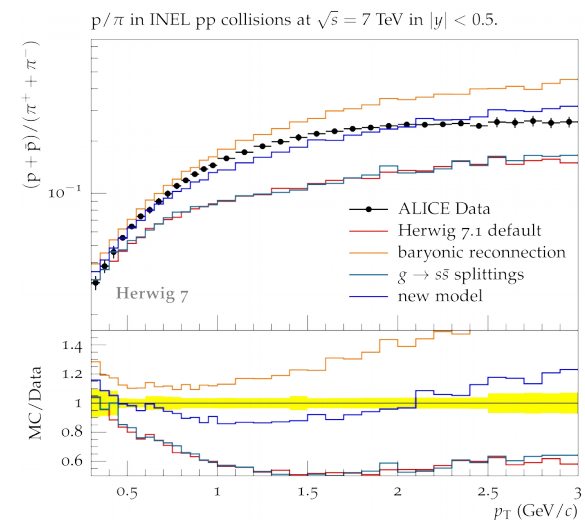 p/π in INEL pp collisions at √s = 7 TeV in |y| < 0.5.
(p + p̄)/(π⁺ + π⁻)
10⁻¹
ALICE Data
Herwig 7.1 default
baryonic reconnection
g → ss̄ splittings
new model
Herwig 7
MC/Data
1.4
1.2
1
0.8
0.6
0.5 1 1.5 2 2.5 3
p_T (GeV/c)